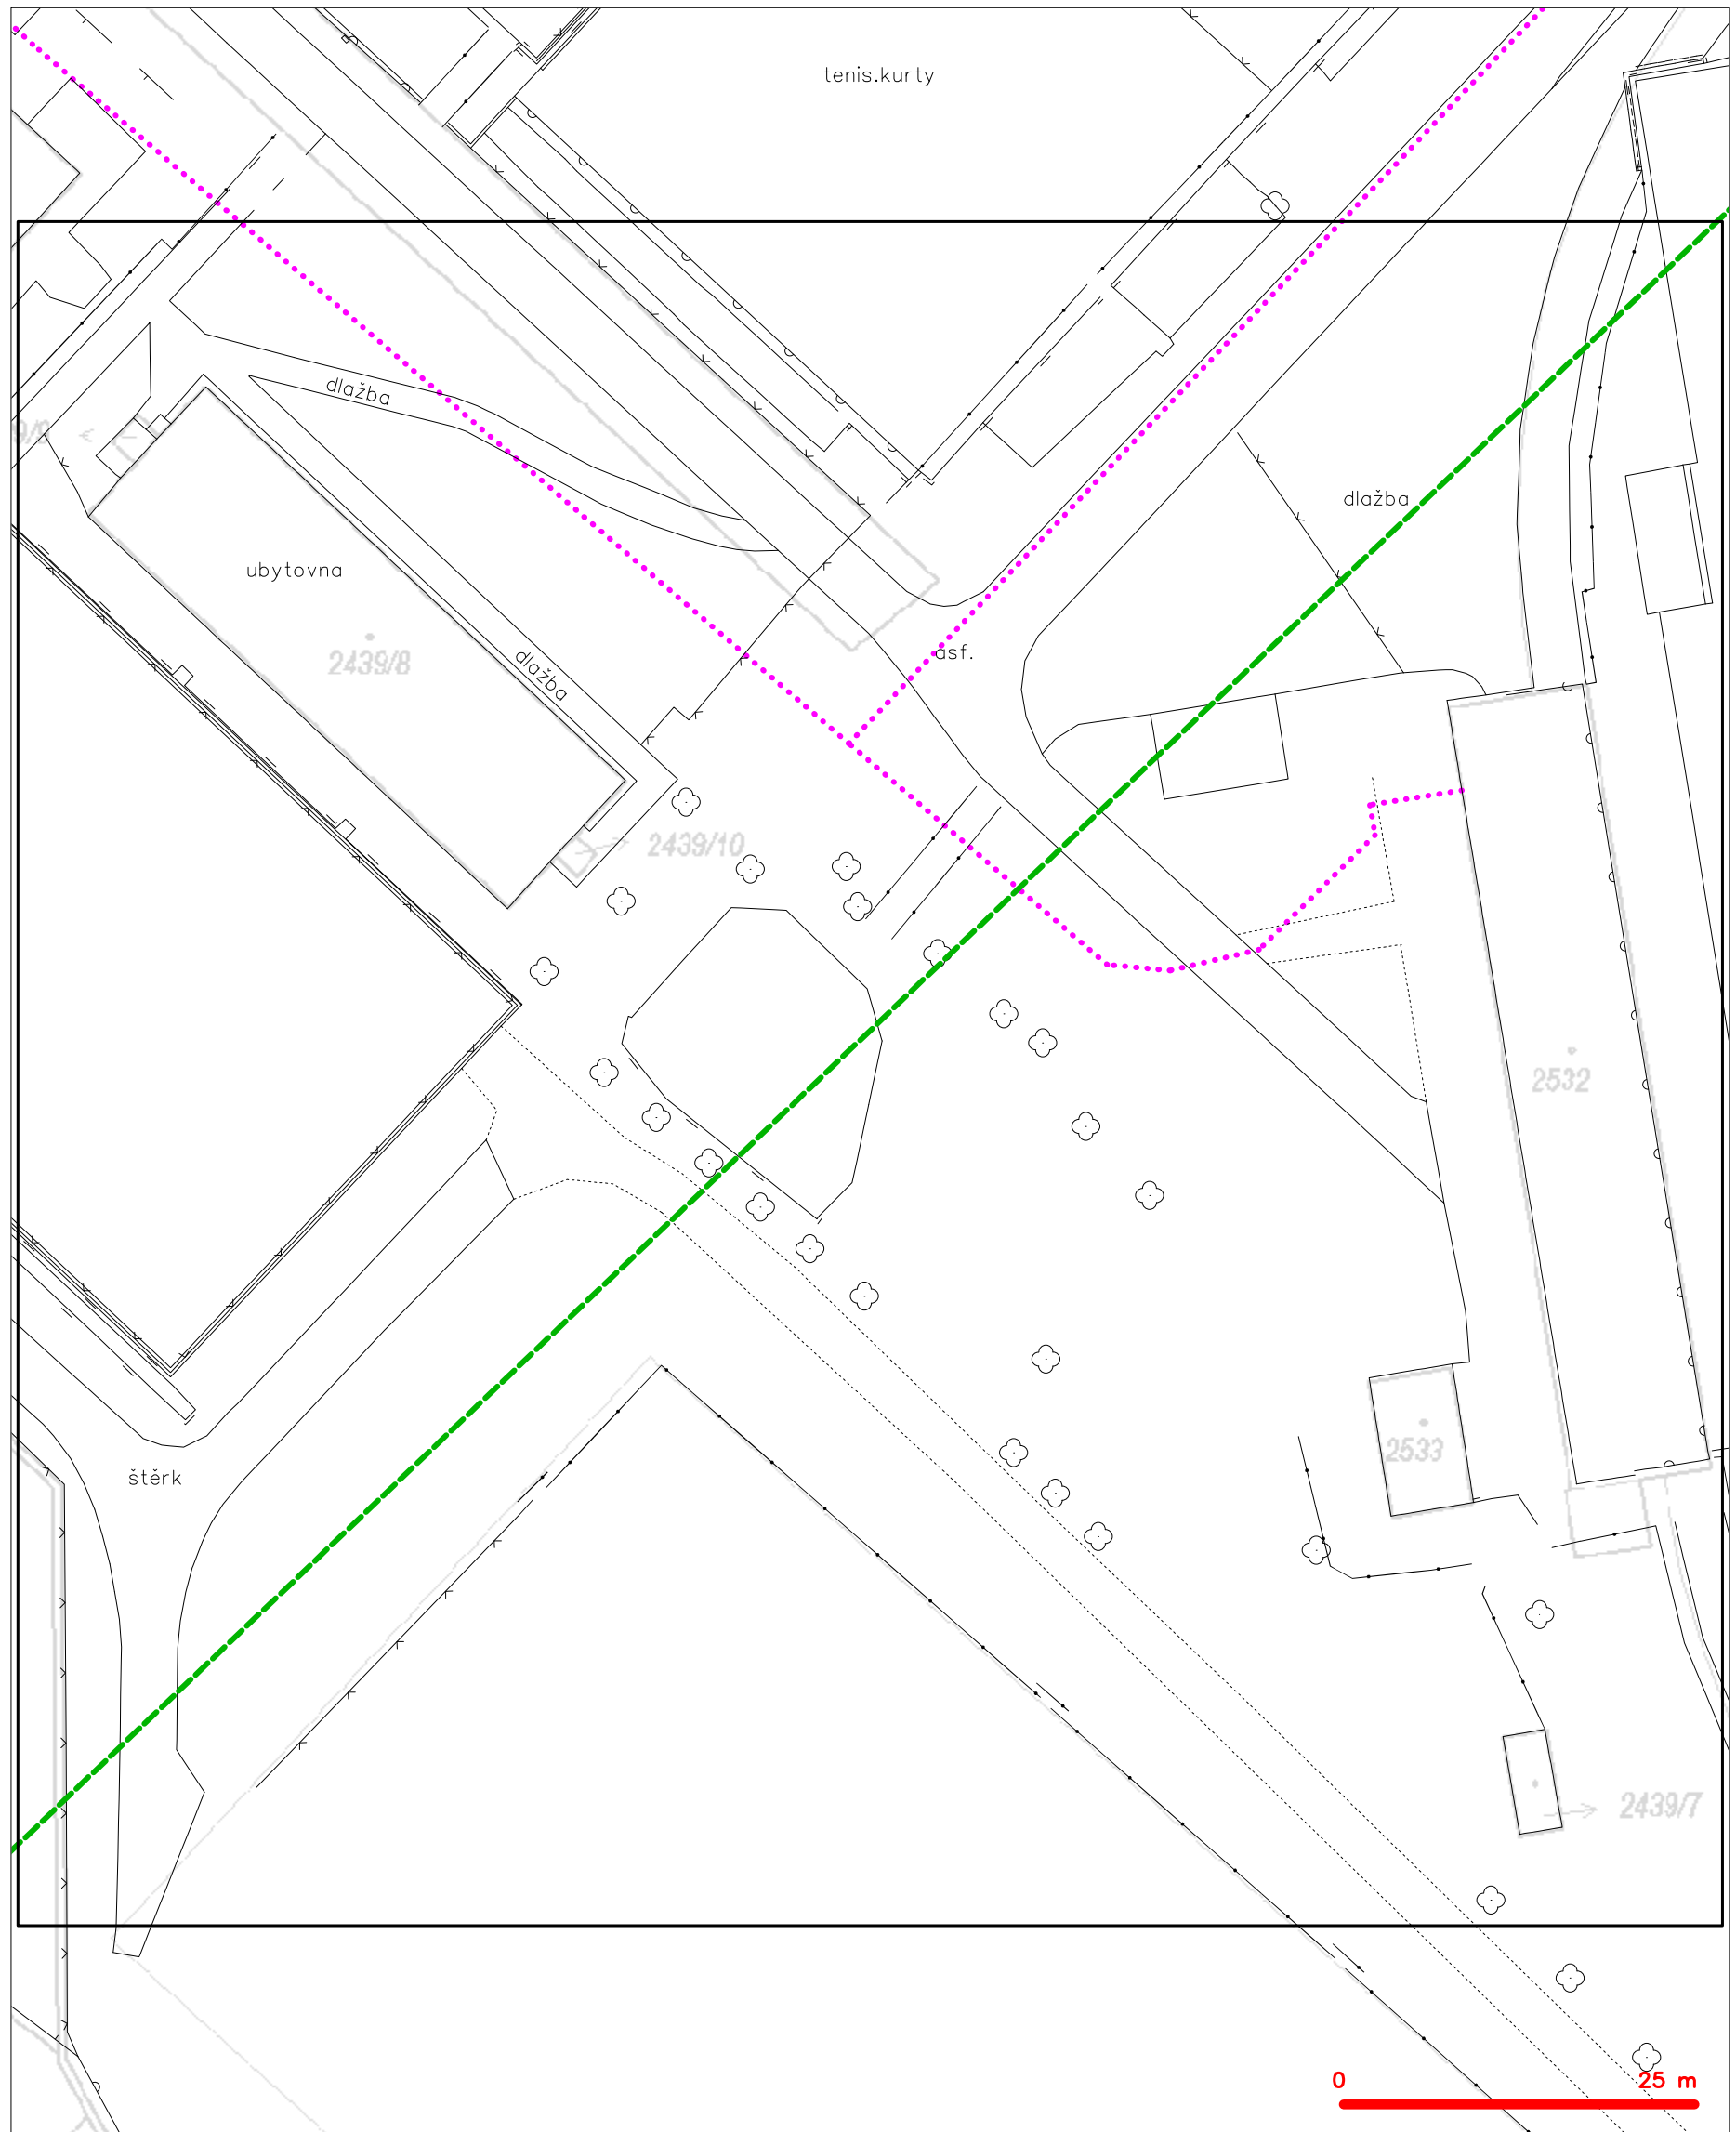 tenis.kurty
dlažba
dlažba
ubytovna
2439/8
dlažba
asf.
2439/10
2532
2533
štěrk
2439/7
0 25 m